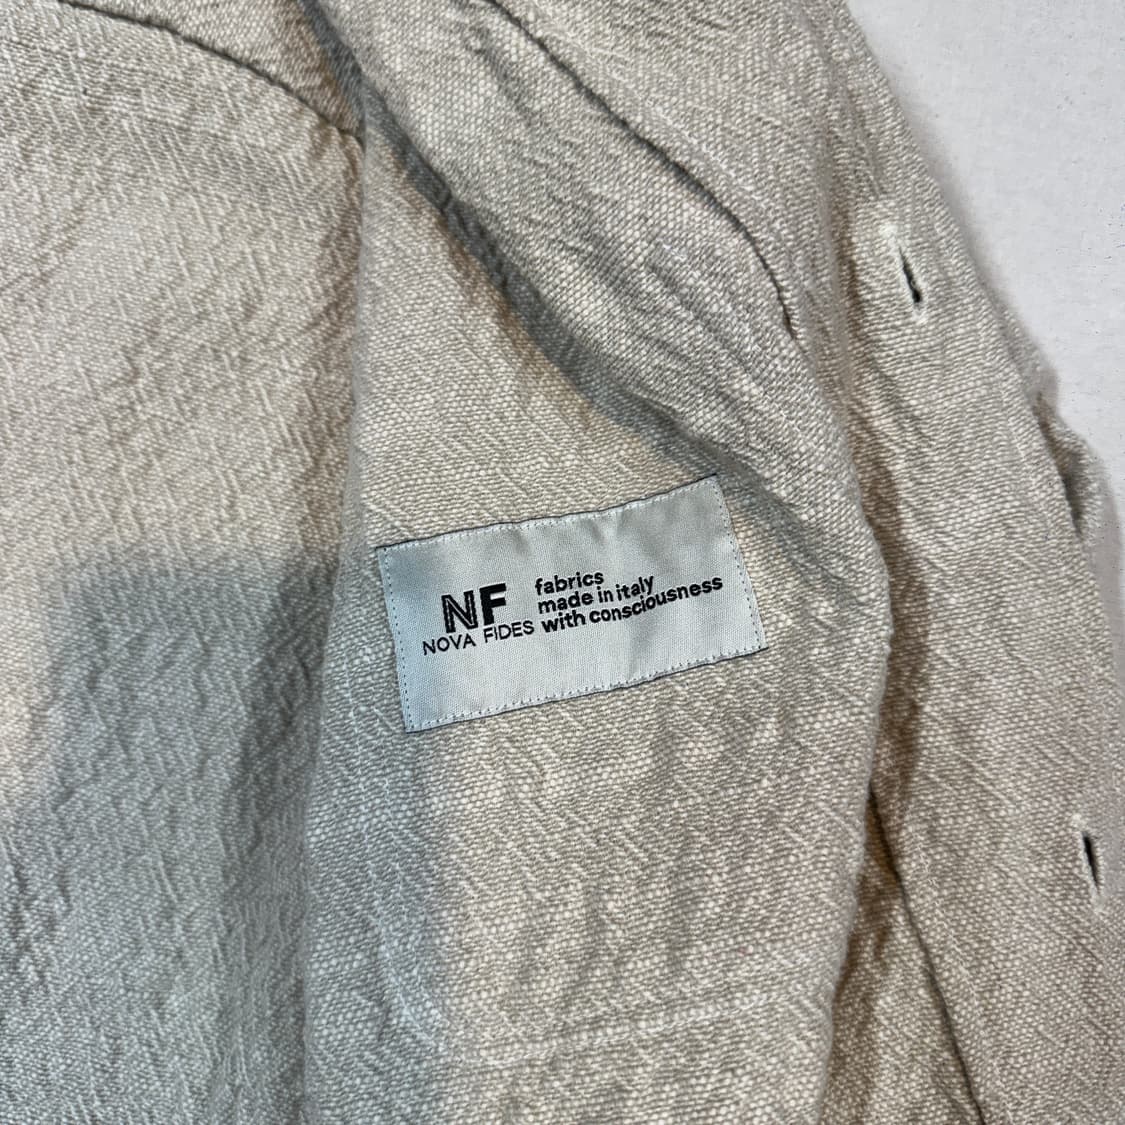 NF
NOVA FIDES
fabrics
made in italy
with consciousness